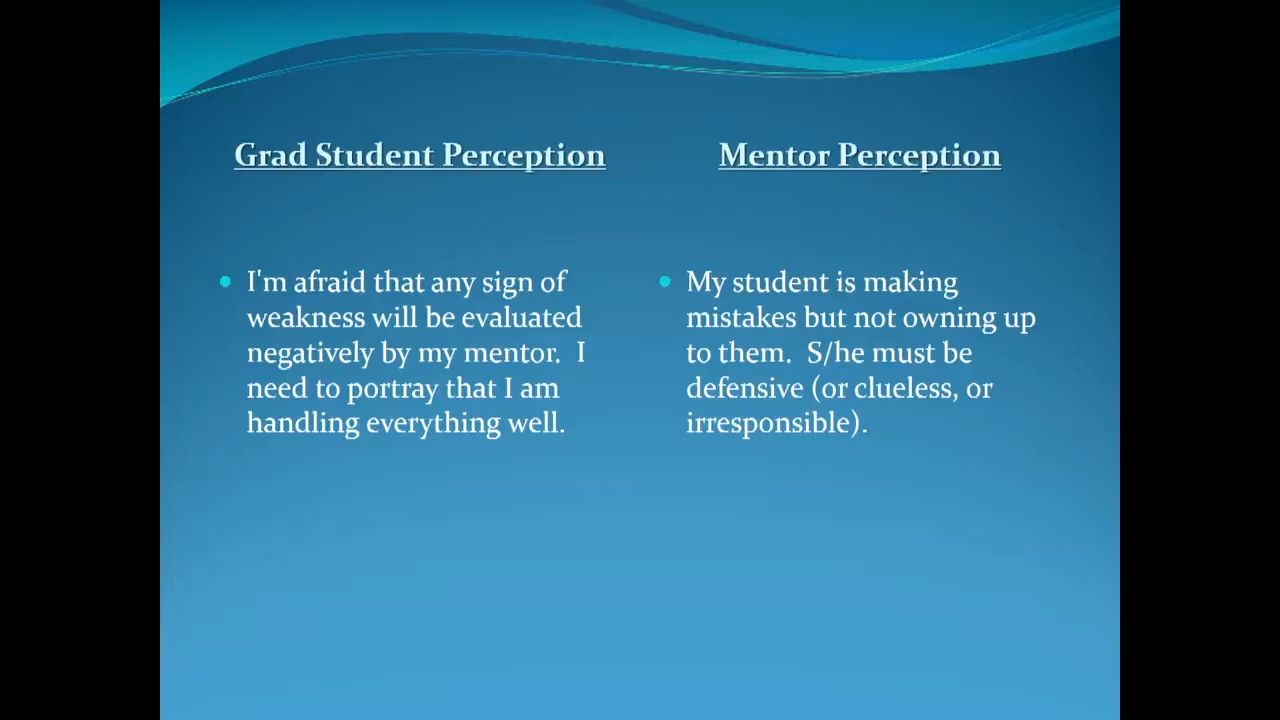 Grad Student Perception
Mentor Perception
• I'm afraid that any sign of
weakness will be evaluated
negatively by my mentor.  I
need to portray that I am
handling everything well.
• My student is making
mistakes but not owning up
to them.  S/he must be
defensive (or clueless, or
irresponsible).